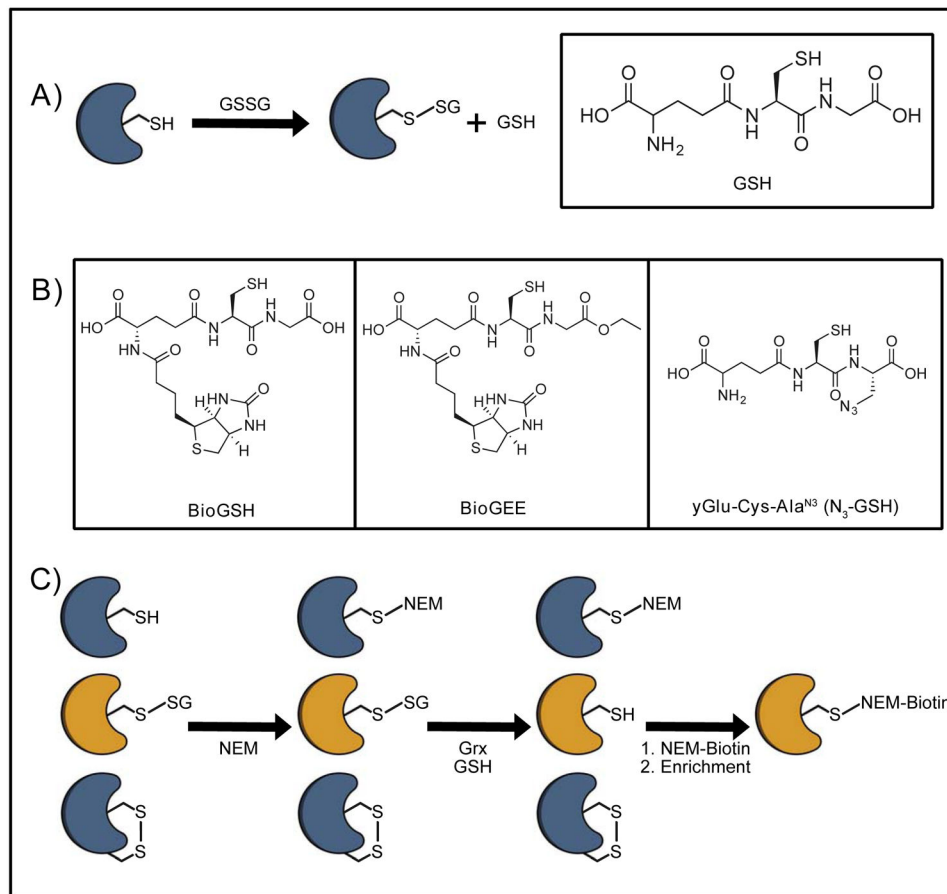 A)
SH
GSSG
S
SG
+
GSH
O
HO
NH₂
O
N
H
SH
O
H
N
O
OH
GSH
B)
O
HO
HN
O
O
N
H
SH
O
H
N
O
OH
HN
O
NH
S
H
H
BioGSH
O
HO
HN
O
O
N
H
SH
O
H
N
O
O
HN
O
NH
S
H
H
BioGEE
O
HO
NH₂
O
N
H
SH
O
H
N
N₃
O
OH
yGlu-Cys-Ala^N3 (N₃-GSH)
C)
SH
S
NEM
S
NEM
S
SG
NEM
S
SG
Grx
GSH
SH
1. NEM-Biotin
2. Enrichment
S
NEM-Biotin
S
S
S
S
S
S